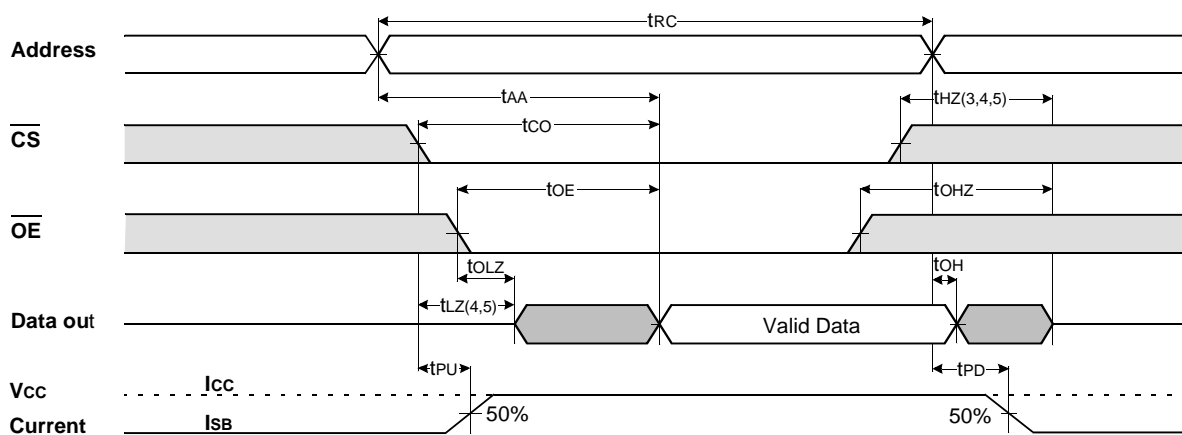 tRC
Address
tAA
tHZ(3,4,5)
CS
tCO
tOE
tOHZ
OE
tOLZ
tOH
tLZ(4,5)
Data out
Valid Data
tPU
tPD
VCC
ICC
50%
50%
Current
ISB